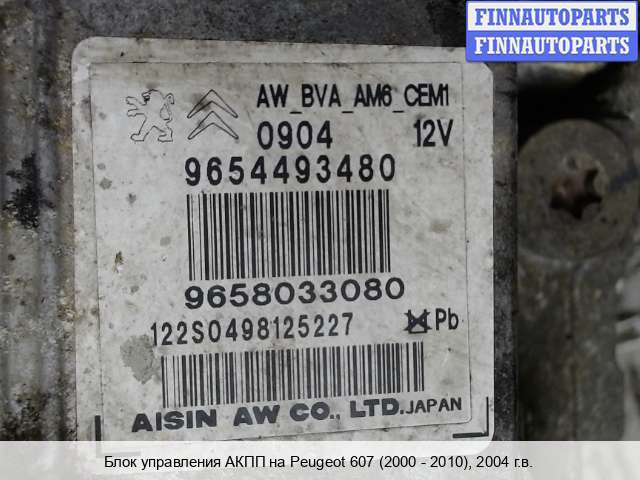 FINNAUTOPARTS
FINNAUTOPARTS
AW_BVA_AM6_CEM1
0904 12V
9654493480
9658033080
122S0498125227 Pb
AISIN AW CO., LTD. JAPAN
Блок управления АКПП на Peugeot 607 (2000 - 2010), 2004 г.в.